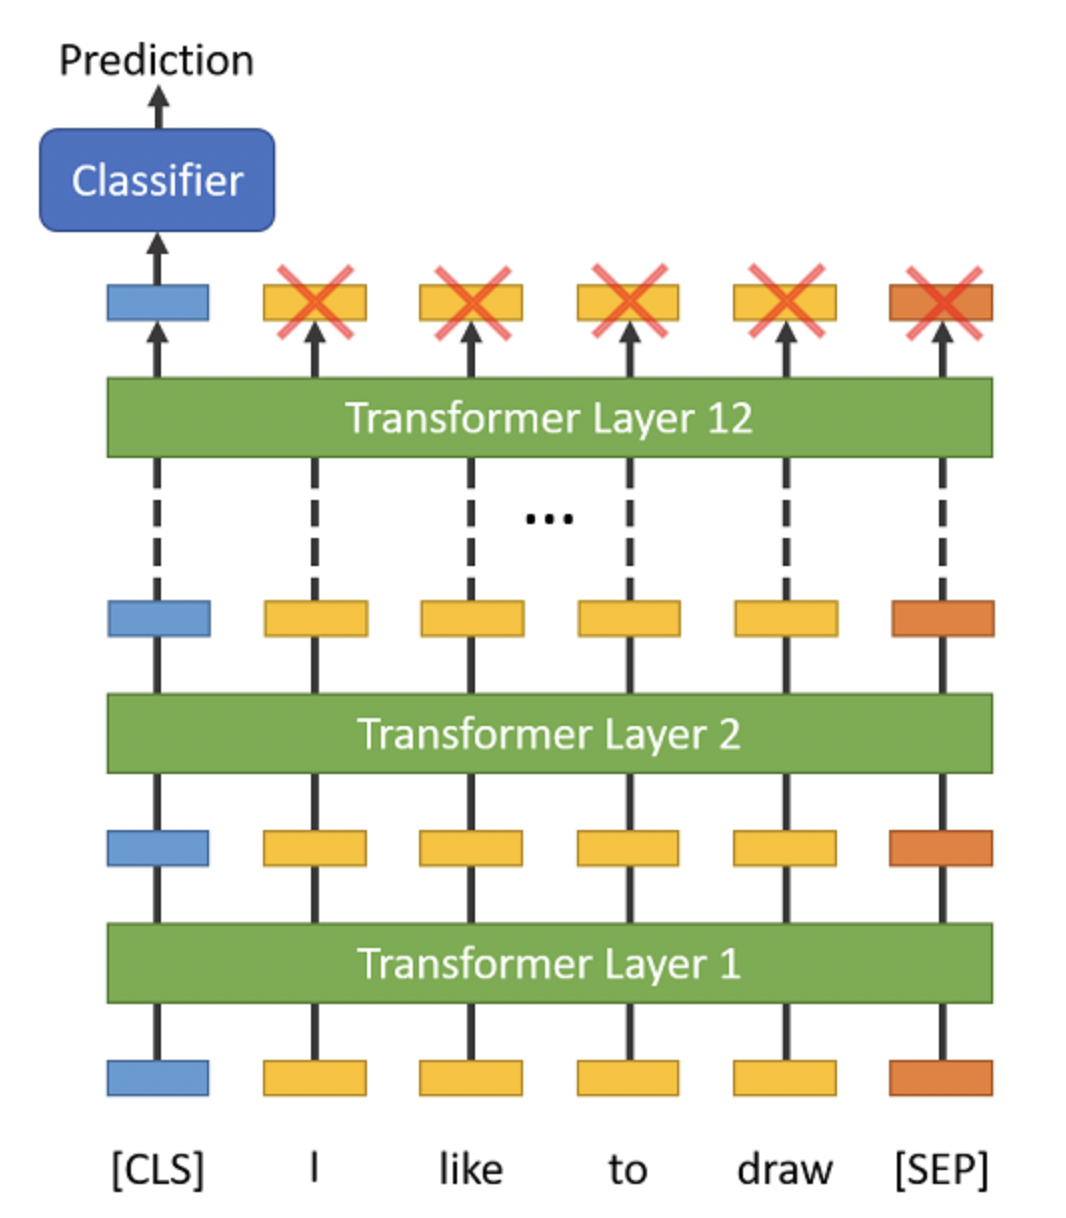 Prediction
Classifier
Transformer Layer 12
...
Transformer Layer 2
Transformer Layer 1
[CLS] I like to draw [SEP]